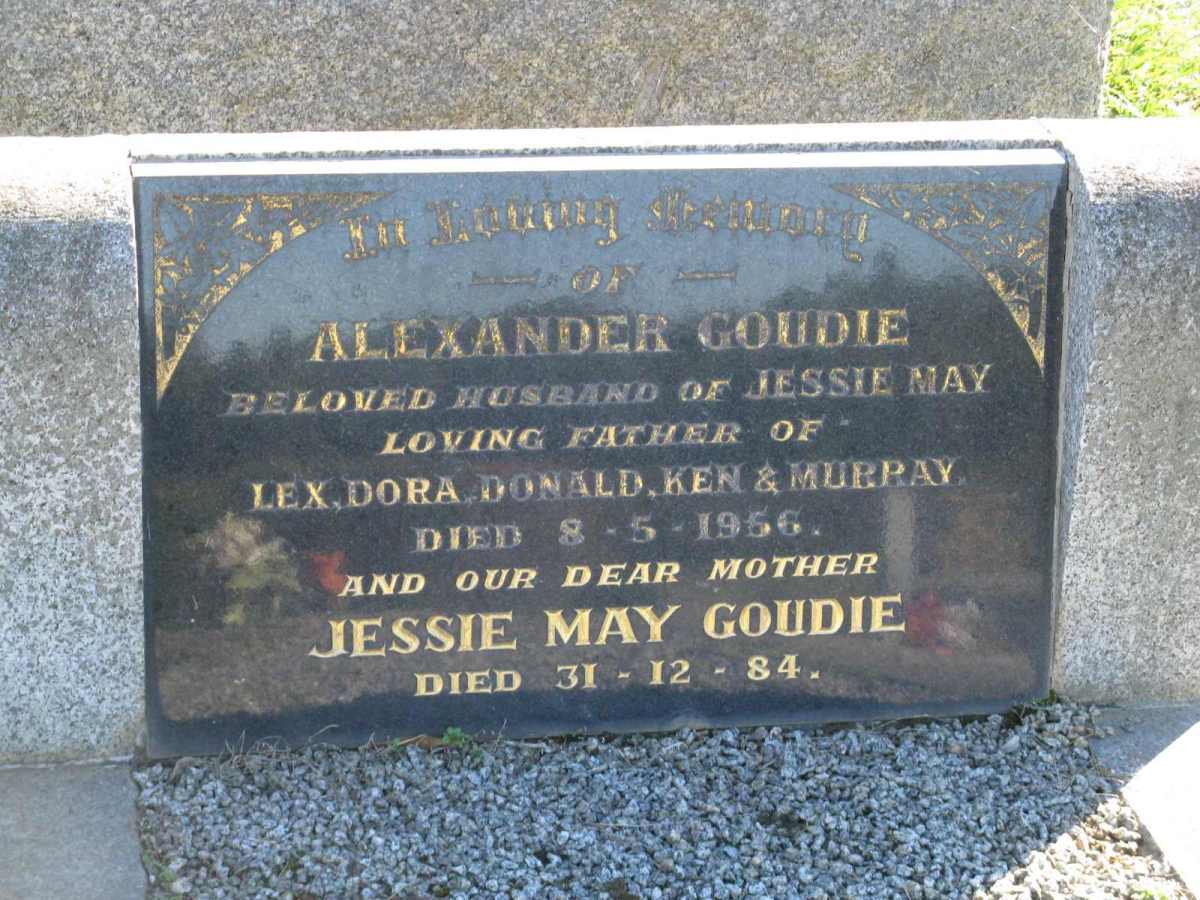 In Loving Memory
— OF —
ALEXANDER GOUDIE
BELOVED HUSBAND OF JESSIE MAY
LOVING FATHER OF
LEX, DORA, DONALD, KEN & MURRAY.
DIED 8 - 5 - 1956.
AND OUR DEAR MOTHER
JESSIE MAY GOUDIE
DIED 31 - 12 - 84.